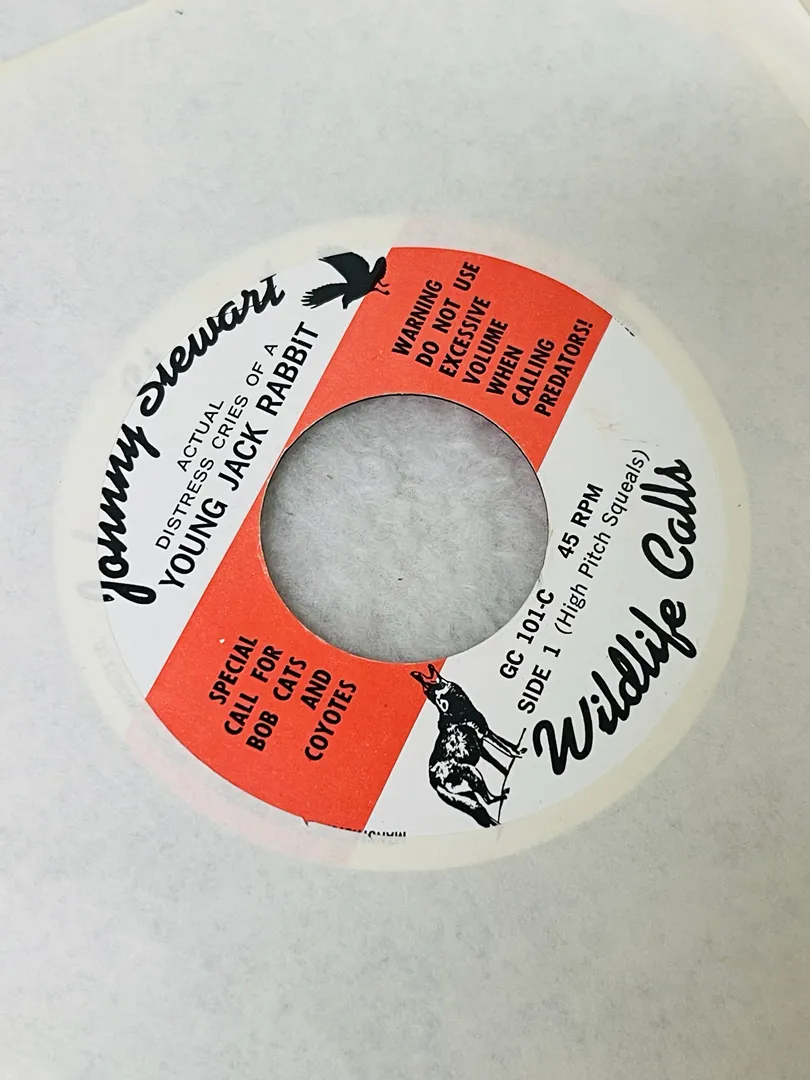 Johnny Stewart
ACTUAL
DISTRESS CRIES OF A
YOUNG JACK RABBIT
WARNING
DO NOT USE
EXCESSIVE
VOLUME
WHEN
CALLING
PREDATORS!
SPECIAL
CALL FOR
BOB CATS
AND
COYOTES
GC 101-C 45 RPM
SIDE 1 (High Pitch Squeals)
Wildlife Calls